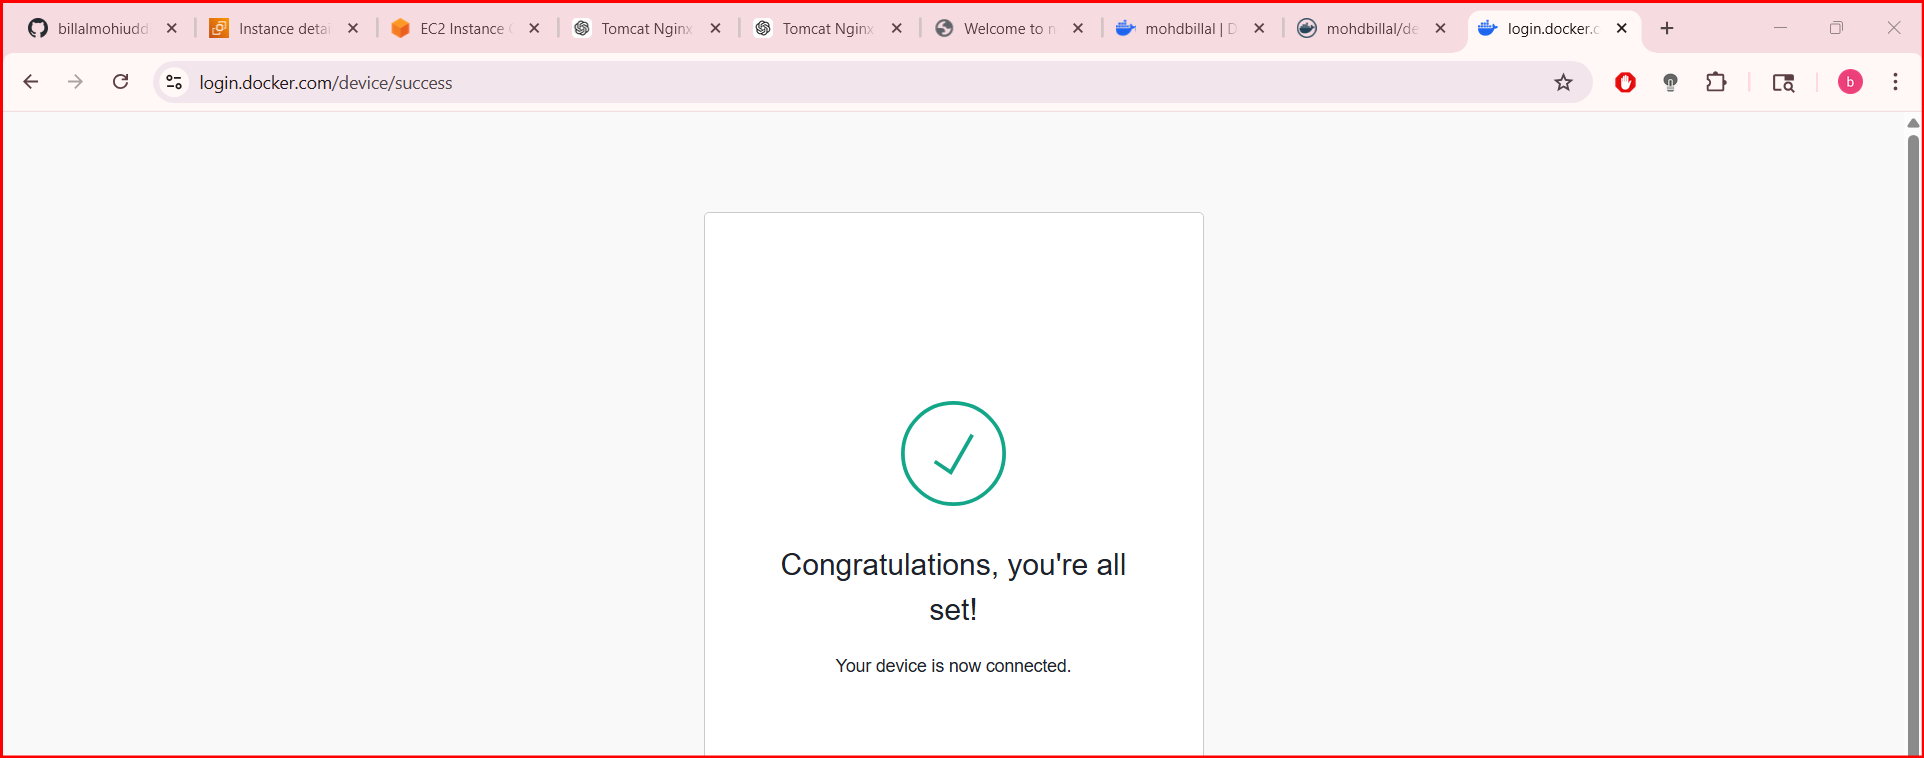 billalmohiudd
Instance detai
EC2 Instance
Tomcat Nginx
Tomcat Nginx
Welcome to n
mohdbillal | D
mohdbillal/de
login.docker.c
login.docker.com/device/success
b
Congratulations, you're all
set!
Your device is now connected.